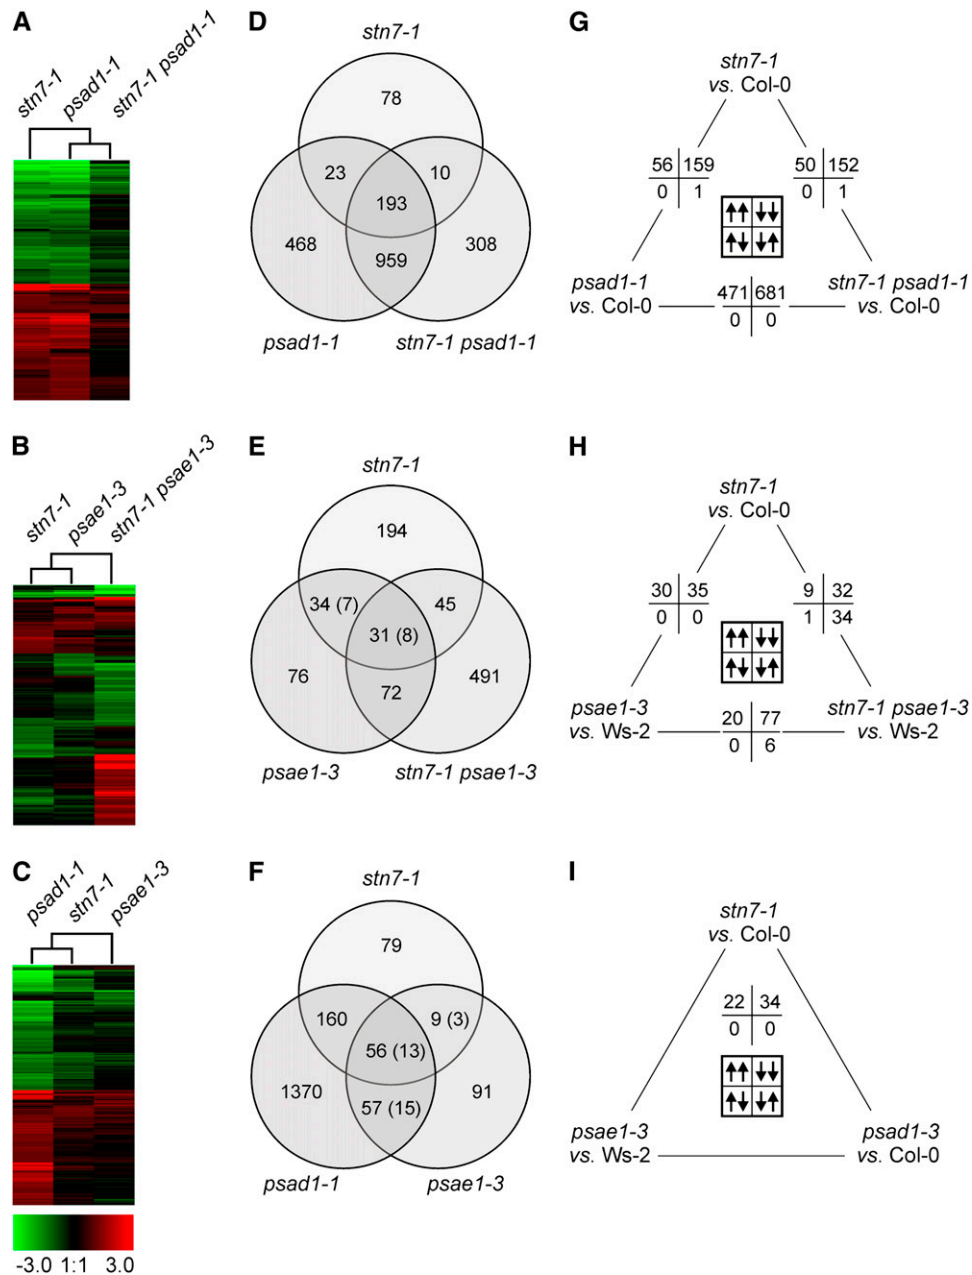 A
stn7-1
psad1-1
stn7-1 psad1-1
D
stn7-1
78
23
10
193
468
308
959
psad1-1
stn7-1 psad1-1
G
stn7-1
vs. Col-0
56 159
0 1
50 152
0 1
↑↑ ↓↓
↑↓ ↓↑
psad1-1
vs. Col-0
471 681
0 0
stn7-1 psad1-1
vs. Col-0
B
stn7-1
psae1-3
stn7-1 psae1-3
E
stn7-1
194
34 (7)
45
31 (8)
76
491
72
psae1-3
stn7-1 psae1-3
H
stn7-1
vs. Col-0
30 35
0 0
9 32
1 34
↑↑ ↓↓
↑↓ ↓↑
psae1-3
vs. Ws-2
20 77
0 6
stn7-1 psae1-3
vs. Ws-2
C
psad1-1
stn7-1
psae1-3
-3.0 1:1 3.0
F
stn7-1
79
160
9 (3)
56 (13)
1370
91
57 (15)
psad1-1
psae1-3
I
stn7-1
vs. Col-0
22 34
0 0
↑↑ ↓↓
↑↓ ↓↑
psae1-3
vs. Ws-2
psad1-3
vs. Col-0